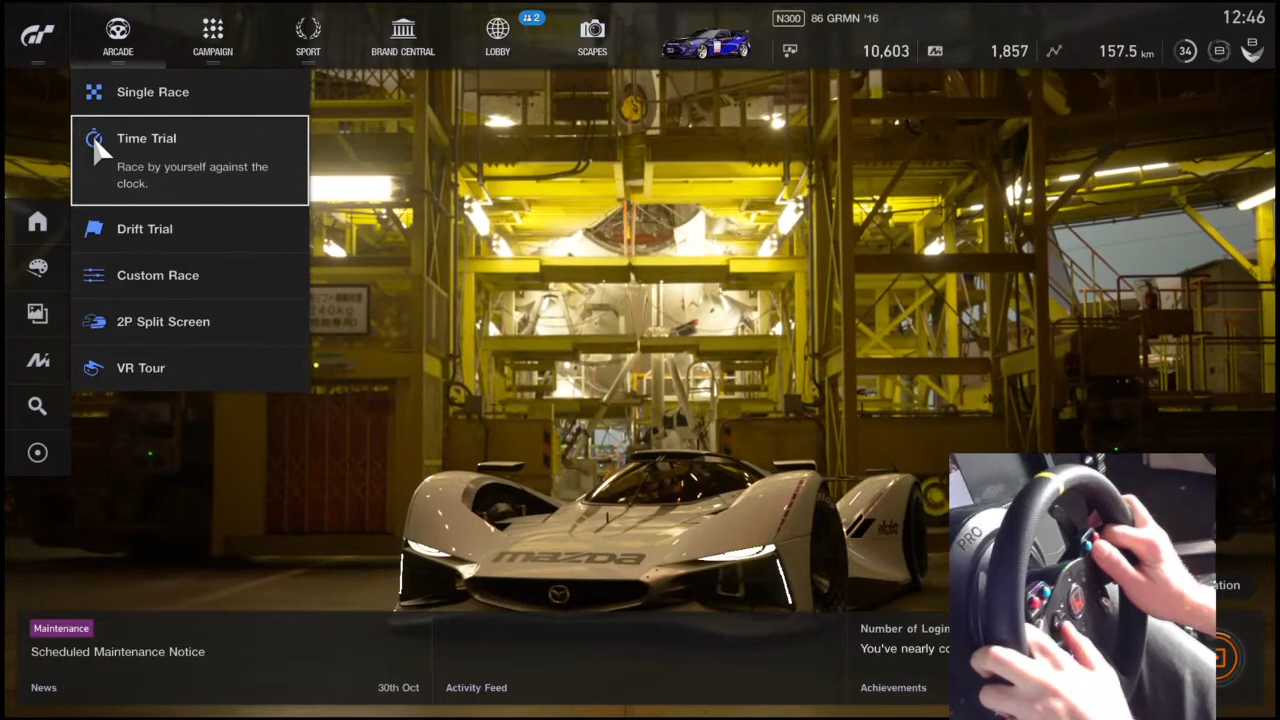 GT
ARCADE
CAMPAIGN
SPORT
BRAND CENTRAL
LOBBY
2
SCAPES
N300
86 GRMN '16
10,603
1,857
157.5 km
34
B
B
12:46
Single Race
Time Trial
Race by yourself against the
clock.
Drift Trial
Custom Race
2P Split Screen
VR Tour
mazda
PRO
Maintenance
Scheduled Maintenance Notice
News
30th Oct
Activity Feed
Number of Login
You've nearly co
Achievements
tion